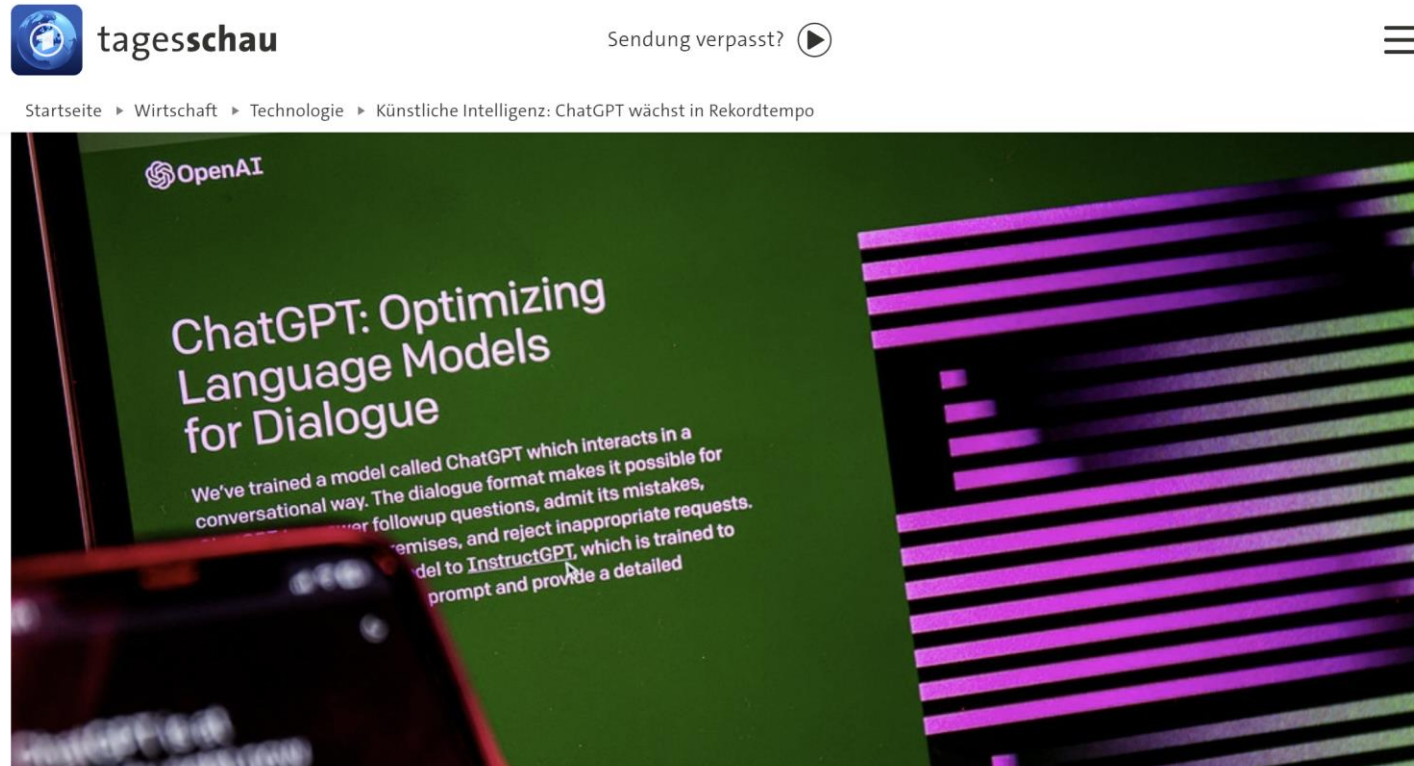 tagesschau
Sendung verpasst?
Startseite ▸ Wirtschaft ▸ Technologie ▸ Künstliche Intelligenz: ChatGPT wächst in Rekordtempo
OpenAI
ChatGPT: Optimizing
Language Models
for Dialogue
We've trained a model called ChatGPT which interacts in a
conversational way. The dialogue format makes it possible for
followup questions, admit its mistakes,
and reject inappropriate requests.
to InstructGPT, which is trained to
prompt and provide a detailed